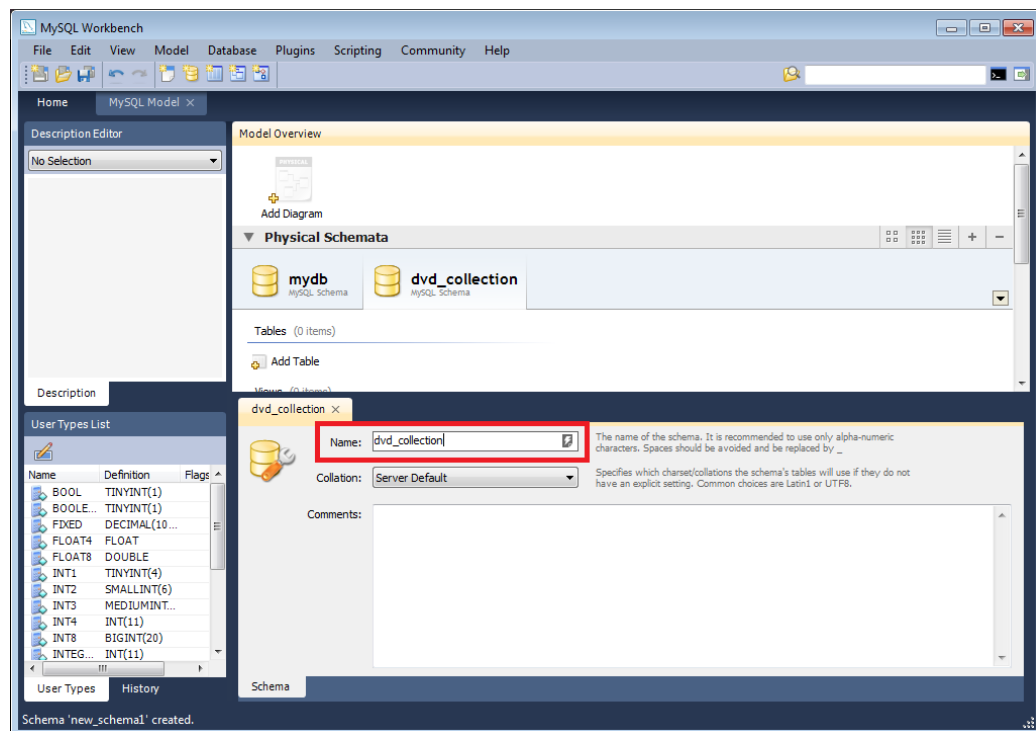 MySQL Workbench
File Edit View Model Database Plugins Scripting Community Help
Home MySQL Model ×
Description Editor
No Selection
Description
Model Overview
PHYSICAL
Add Diagram
Physical Schemata
mydb
MySQL Schema
dvd_collection
MySQL Schema
Tables (0 items)
Add Table
Views (0 items)
User Types List
Name Definition Flags
BOOL TINYINT(1)
BOOLE... TINYINT(1)
FIXED DECIMAL(10...
FLOAT4 FLOAT
FLOAT8 DOUBLE
INT1 TINYINT(4)
INT2 SMALLINT(6)
INT3 MEDIUMINT...
INT4 INT(11)
INT8 BIGINT(20)
INTEG... INT(11)
User Types History
dvd_collection ×
Name: dvd_collection
The name of the schema. It is recommended to use only alpha-numeric
characters. Spaces should be avoided and be replaced by _
Collation: Server Default
Specifies which charset/collations the schema's tables will use if they do not
have an explicit setting. Common choices are Latin1 or UTF8.
Comments:
Schema
Schema 'new_schema1' created.